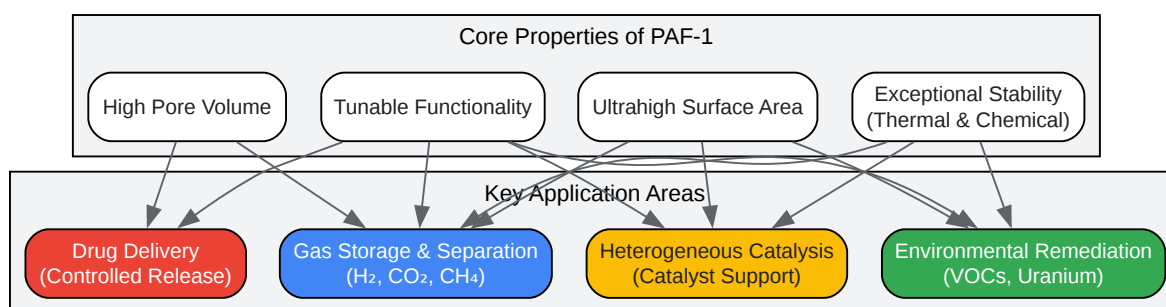 Core Properties of PAF-1
High Pore Volume
Tunable Functionality
Ultrahigh Surface Area
Exceptional Stability
(Thermal & Chemical)
Key Application Areas
Drug Delivery
(Controlled Release)
Gas Storage & Separation
(H₂, CO₂, CH₄)
Heterogeneous Catalysis
(Catalyst Support)
Environmental Remediation
(VOCs, Uranium)